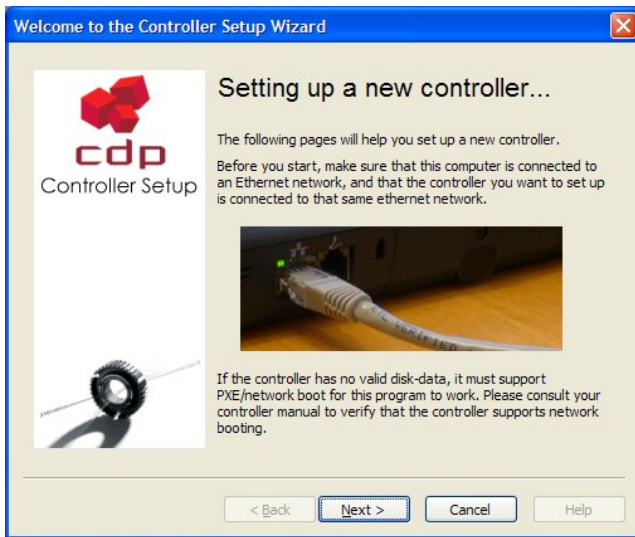 Welcome to the Controller Setup Wizard
cdp
Controller Setup
Setting up a new controller...
The following pages will help you set up a new controller.
Before you start, make sure that this computer is connected to
an Ethernet network, and that the controller you want to set up
is connected to that same ethernet network.
VERIFIED
If the controller has no valid disk-data, it must support
PXE/network boot for this program to work. Please consult your
controller manual to verify that the controller supports network
booting.
< Back
Next >
Cancel
Help